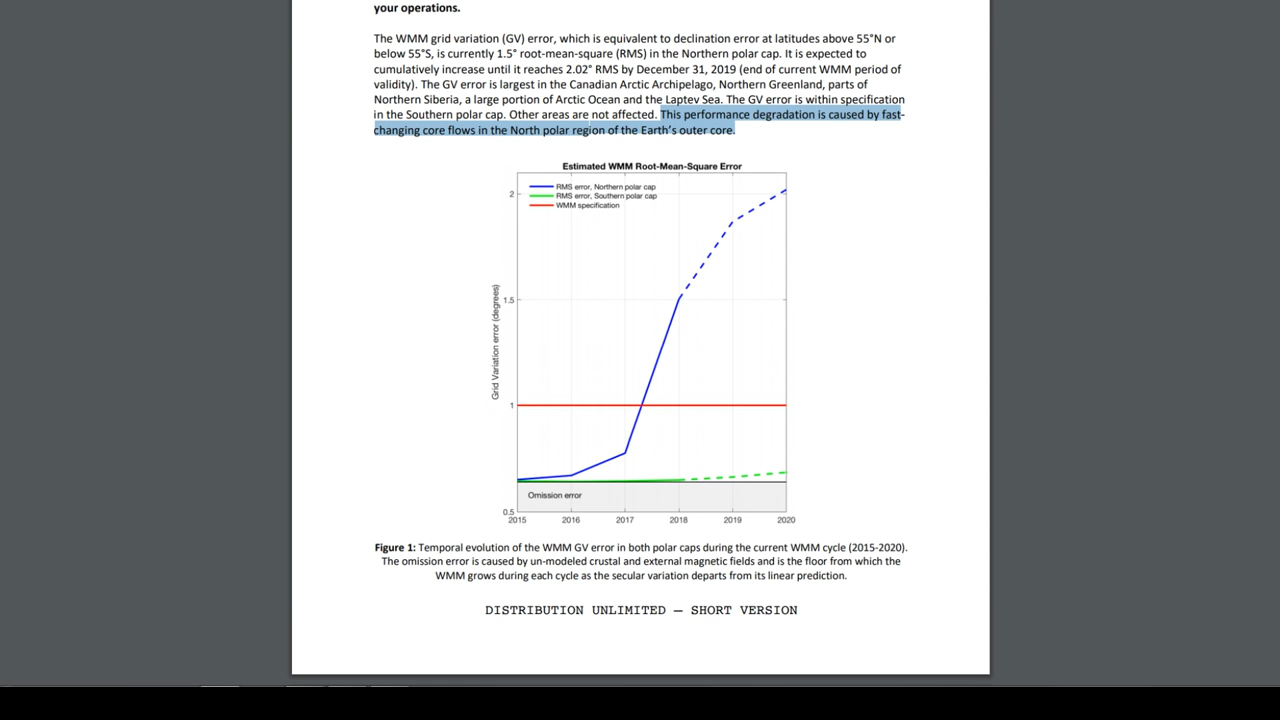 your operations.
The WMM grid variation (GV) error, which is equivalent to declination error at latitudes above 55°N or
below 55°S, is currently 1.5° root-mean-square (RMS) in the Northern polar cap. It is expected to
cumulatively increase until it reaches 2.02° RMS by December 31, 2019 (end of current WMM period of
validity). The GV error is largest in the Canadian Arctic Archipelago, Northern Greenland, parts of
Northern Siberia, a large portion of Arctic Ocean and the Laptev Sea. The GV error is within specification
in the Southern polar cap. Other areas are not affected. This performance degradation is caused by fast-
changing core flows in the North polar region of the Earth's outer core.
Estimated WMM Root-Mean-Square Error
RMS error, Northern polar cap
RMS error, Southern polar cap
WMM specification
2
1.5
1
0.5
Grid Variation error (degrees)
Omission error
2015 2016 2017 2018 2019 2020
Figure 1: Temporal evolution of the WMM GV error in both polar caps during the current WMM cycle (2015-2020).
The omission error is caused by un-modeled crustal and external magnetic fields and is the floor from which the
WMM grows during each cycle as the secular variation departs from its linear prediction.
DISTRIBUTION UNLIMITED — SHORT VERSION